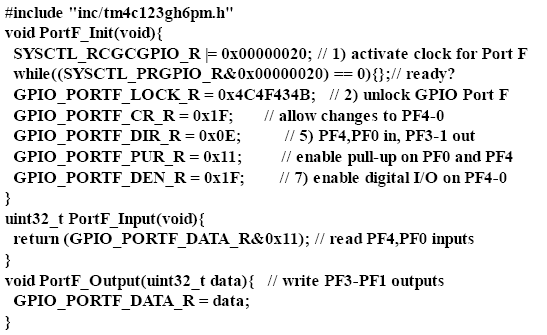 #include "inc/tm4c123gh6pm.h"
void PortF_Init(void){
  SYSCTL_RCGCGPIO_R |= 0x00000020; // 1) activate clock for Port F
  while((SYSCTL_PRGPIO_R&0x00000020) == 0){};// ready?
  GPIO_PORTF_LOCK_R = 0x4C4F434B;   // 2) unlock GPIO Port F
  GPIO_PORTF_CR_R = 0x1F;        // allow changes to PF4-0
  GPIO_PORTF_DIR_R = 0x0E;        // 5) PF4,PF0 in, PF3-1 out
  GPIO_PORTF_PUR_R = 0x11;        // enable pull-up on PF0 and PF4
  GPIO_PORTF_DEN_R = 0x1F;        // 7) enable digital I/O on PF4-0
}
uint32_t PortF_Input(void){
  return (GPIO_PORTF_DATA_R&0x11); // read PF4,PF0 inputs
}
void PortF_Output(uint32_t data){   // write PF3-PF1 outputs
  GPIO_PORTF_DATA_R = data;
}